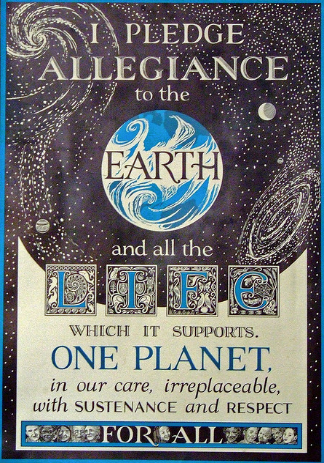 I PLEDGE
ALLEGIANCE
to the
EARTH
and all the
LIFE
WHICH IT SUPPORTS.
ONE PLANET,
in our care, irreplaceable,
with SUSTENANCE and RESPECT
FOR ALL